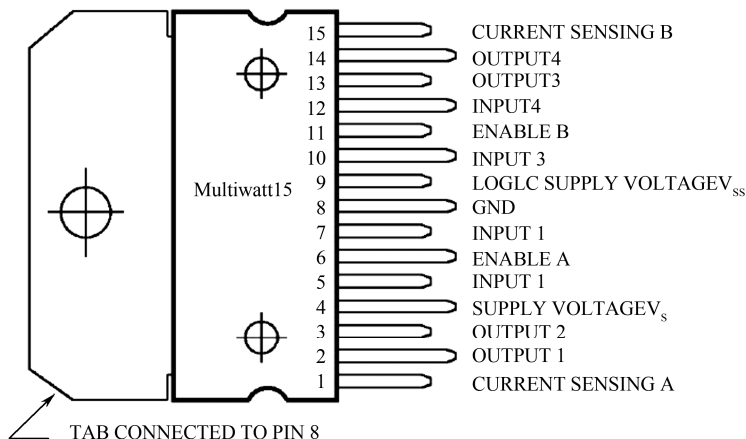 15 CURRENT SENSING B
14 OUTPUT4
13 OUTPUT3
12 INPUT4
11 ENABLE B
10 INPUT 3
Multiwatt15
9 LOGLC SUPPLY VOLTAGEVSS
8 GND
7 INPUT 1
6 ENABLE A
5 INPUT 1
4 SUPPLY VOLTAGEVS
3 OUTPUT 2
2 OUTPUT 1
1 CURRENT SENSING A
TAB CONNECTED TO PIN 8